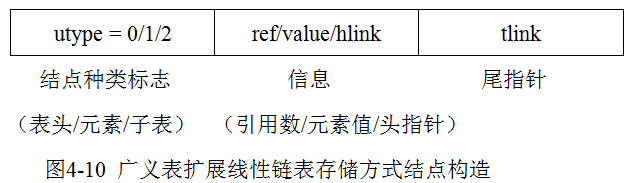 utype = 0/1/2 ref/value/hlink tlink
结点种类标志 信息 尾指针
（表头/元素/子表） （引用数/元素值/头指针）
图4-10 广义表扩展线性链表存储方式结点构造